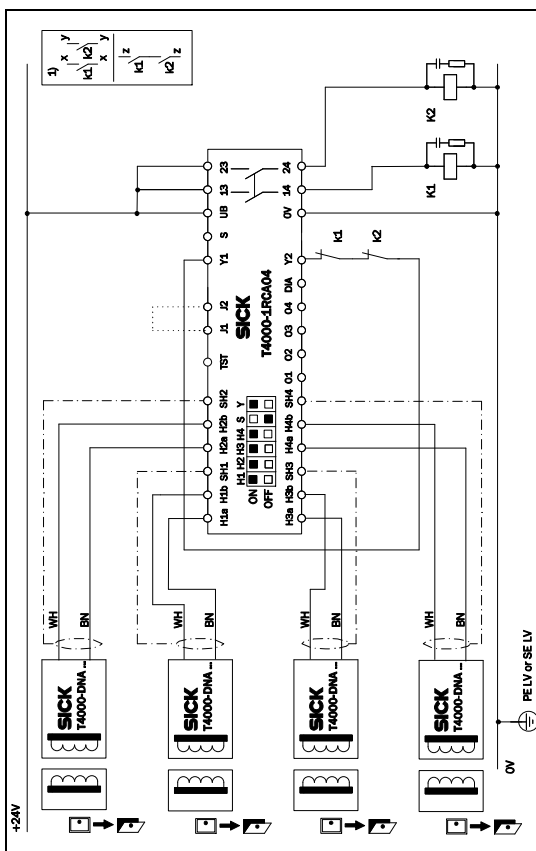 +24V
1)
x y
k1 k2
x y
z
k1
k2 z
WH
SICK
T4000-DNA ...
BN
WH
SICK
T4000-DNA ...
BN
H1a H1b SH1 H2a H2b SH2 TST J1 J2 Y1 S UB 13 23
H1 H2 H3 H4 S Y
ON
OFF
SICK
T4000-1RCA04
H3a H3b SH3 H4a H4b SH4 O1 O2 O3 O4 DIA Y2 0V 14 24
WH
SICK
T4000-DNA ...
BN
k1 k2
WH
SICK
T4000-DNA ...
BN
K1 K2
0V
PE LV or SE LV